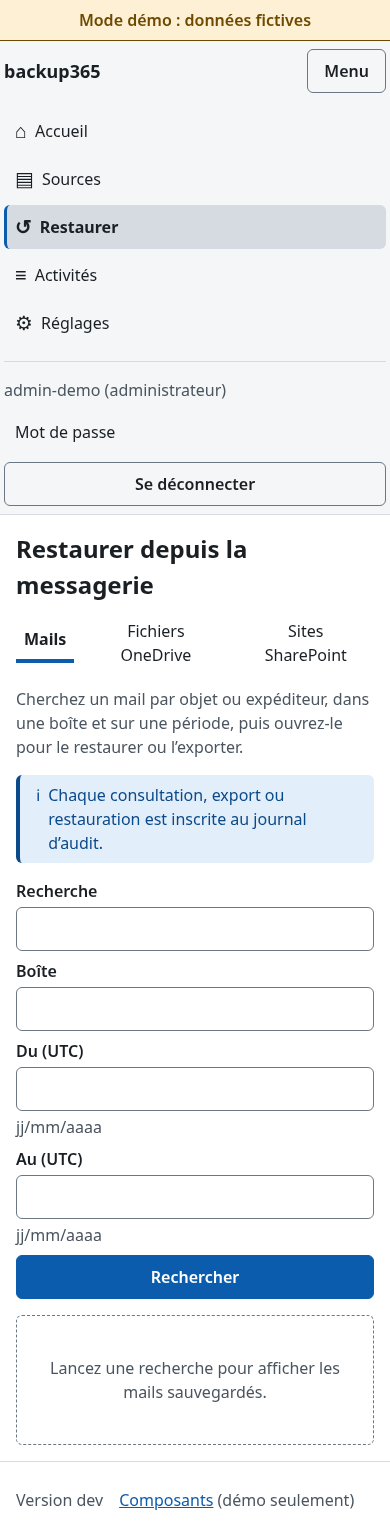 Mode démo : données fictives
backup365
Menu
⌂ Accueil
▤ Sources
↺ Restaurer
≡ Activités
⚙ Réglages
admin-demo (administrateur)
Mot de passe
Se déconnecter
Restaurer depuis la
messagerie
Mails
Fichiers
OneDrive
Sites
SharePoint
Cherchez un mail par objet ou expéditeur, dans
une boîte et sur une période, puis ouvrez-le
pour le restaurer ou l’exporter.
i Chaque consultation, export ou
restauration est inscrite au journal
d’audit.
Recherche
Boîte
Du (UTC)
jj/mm/aaaa
Au (UTC)
jj/mm/aaaa
Rechercher
Lancez une recherche pour afficher les
mails sauvegardés.
Version dev Composants (démo seulement)